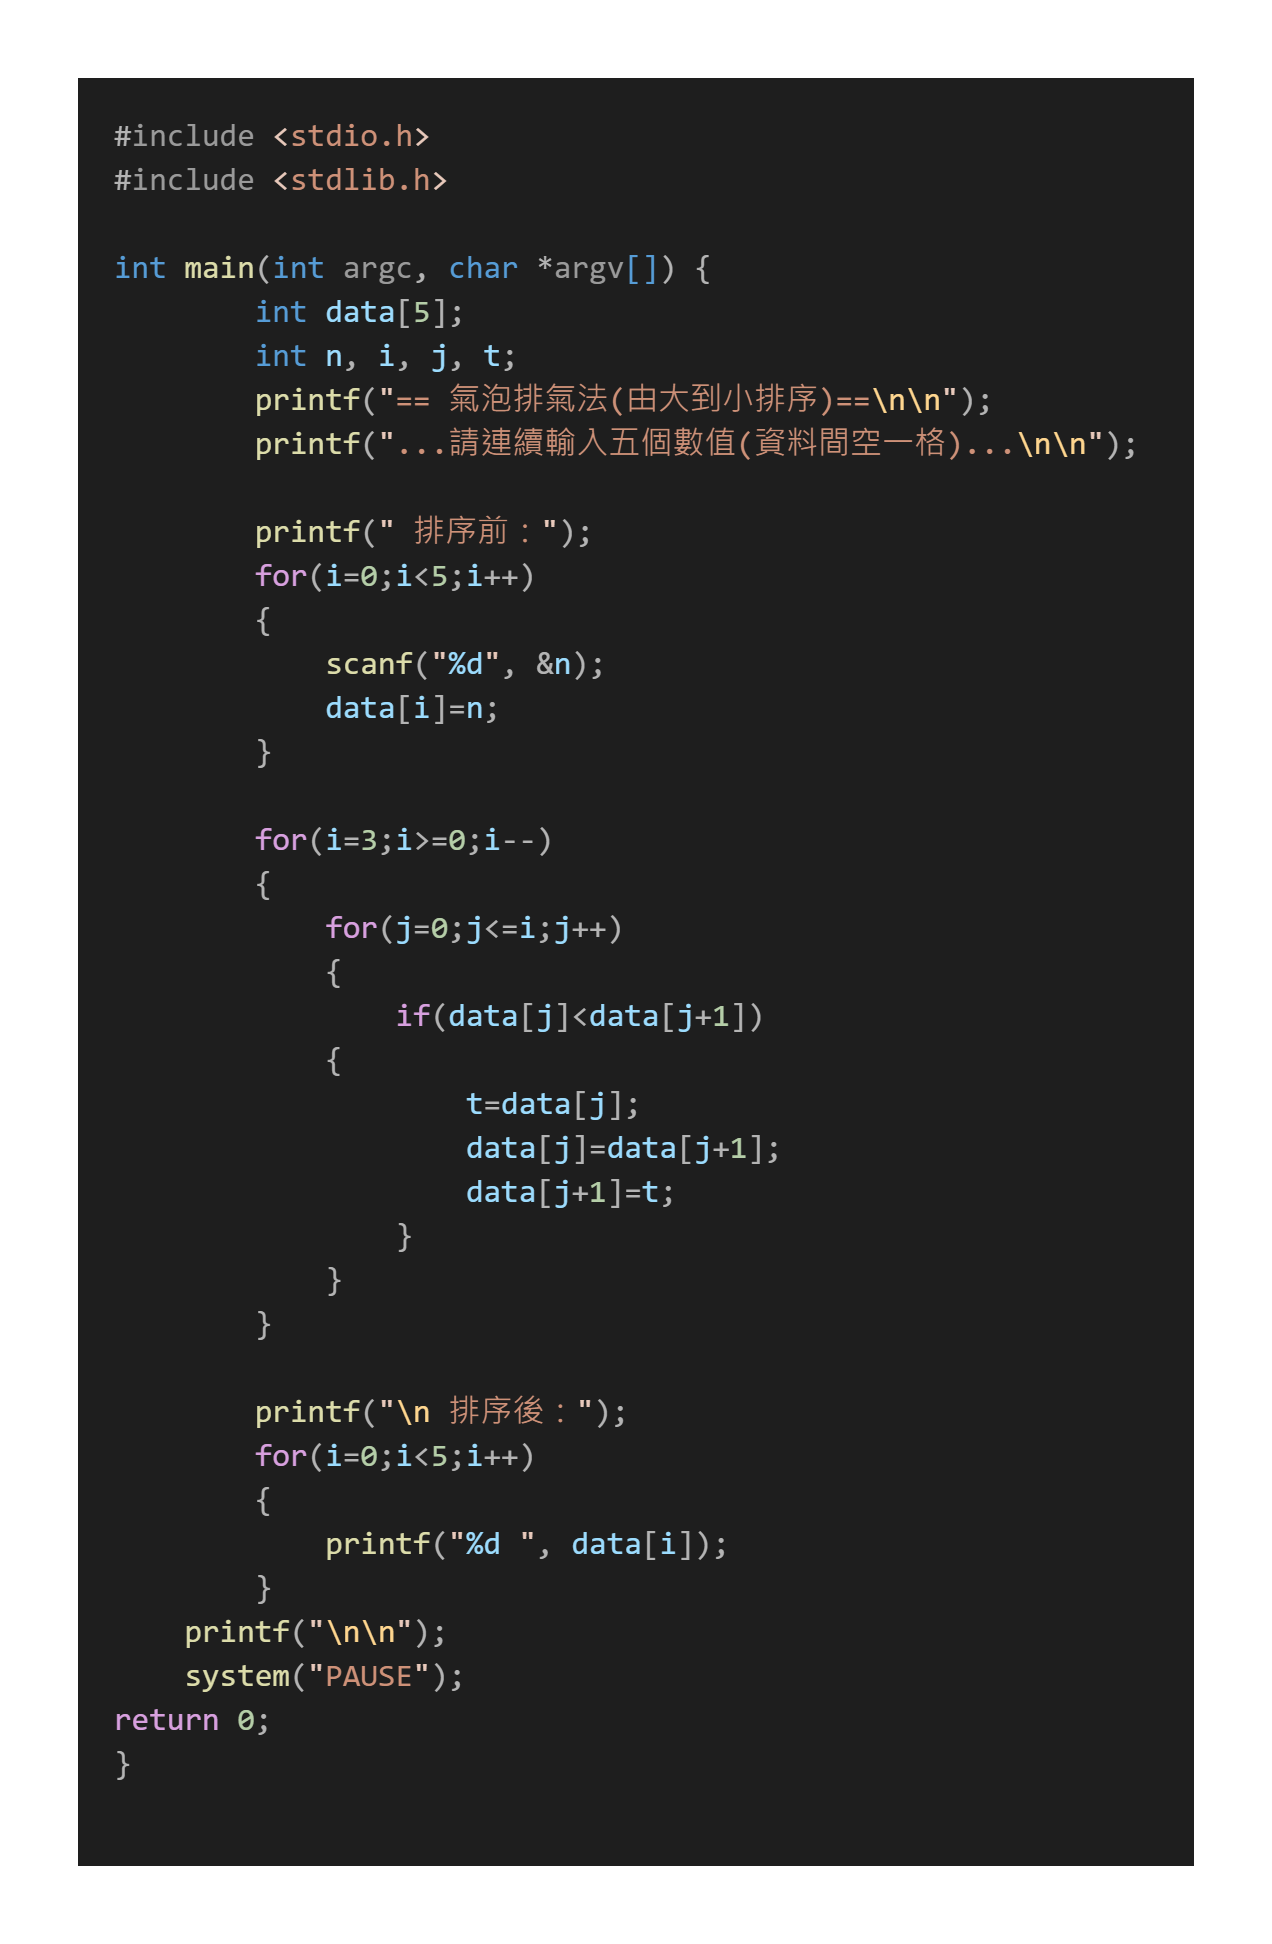 #include <stdio.h>
#include <stdlib.h>

int main(int argc, char *argv[]) {
        int data[5];
        int n, i, j, t;
        printf("== 氣泡排氣法(由大到小排序)==\n\n");
        printf("...請連續輸入五個數值(資料間空一格)...\n\n");

        printf(" 排序前：");
        for(i=0;i<5;i++)
        {
            scanf("%d", &n);
            data[i]=n;
        }

        for(i=3;i>=0;i--)
        {
            for(j=0;j<=i;j++)
            {
                if(data[j]<data[j+1])
            {
                    t=data[j];
                    data[j]=data[j+1];
                    data[j+1]=t;
                }
            }
        }

        printf("\n 排序後：");
        for(i=0;i<5;i++)
        {
            printf("%d ", data[i]);
        }
    printf("\n\n");
    system("PAUSE");
return 0;
}